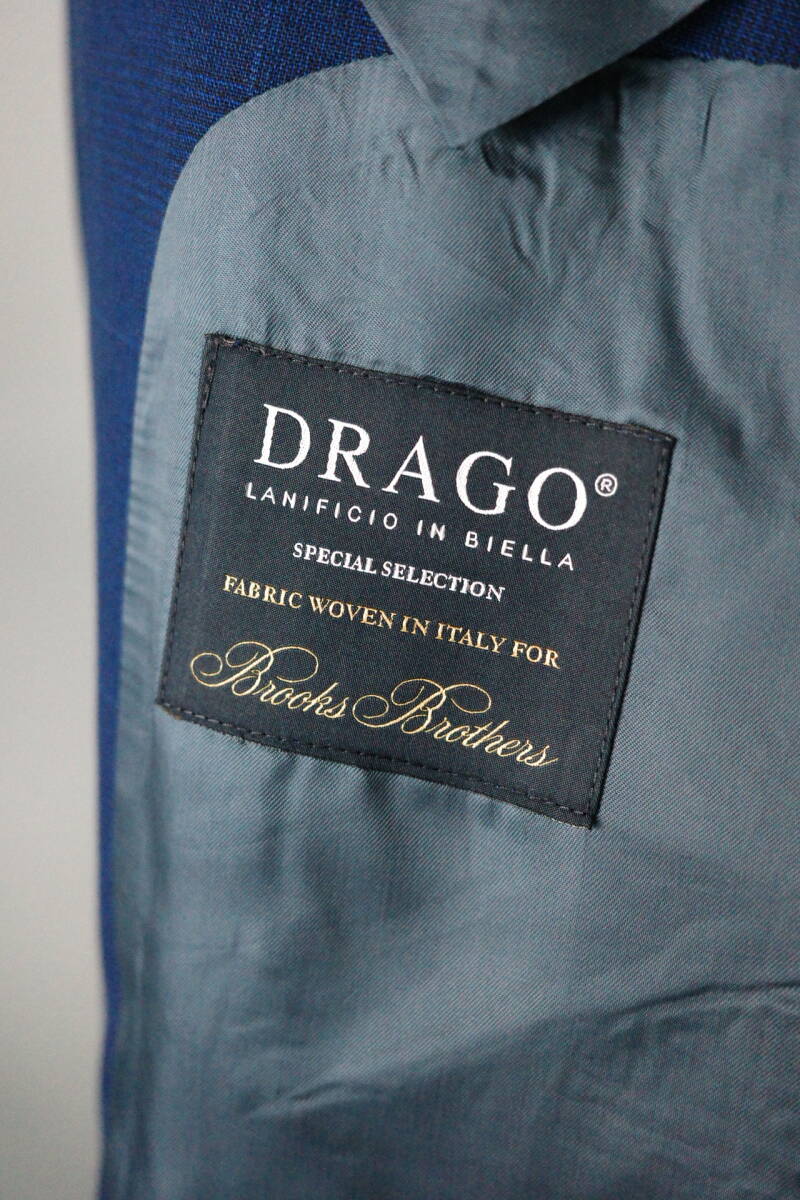 DRAGO®
LANIFICIO IN BIELLA
SPECIAL SELECTION
FABRIC WOVEN IN ITALY FOR
Brooks Brothers